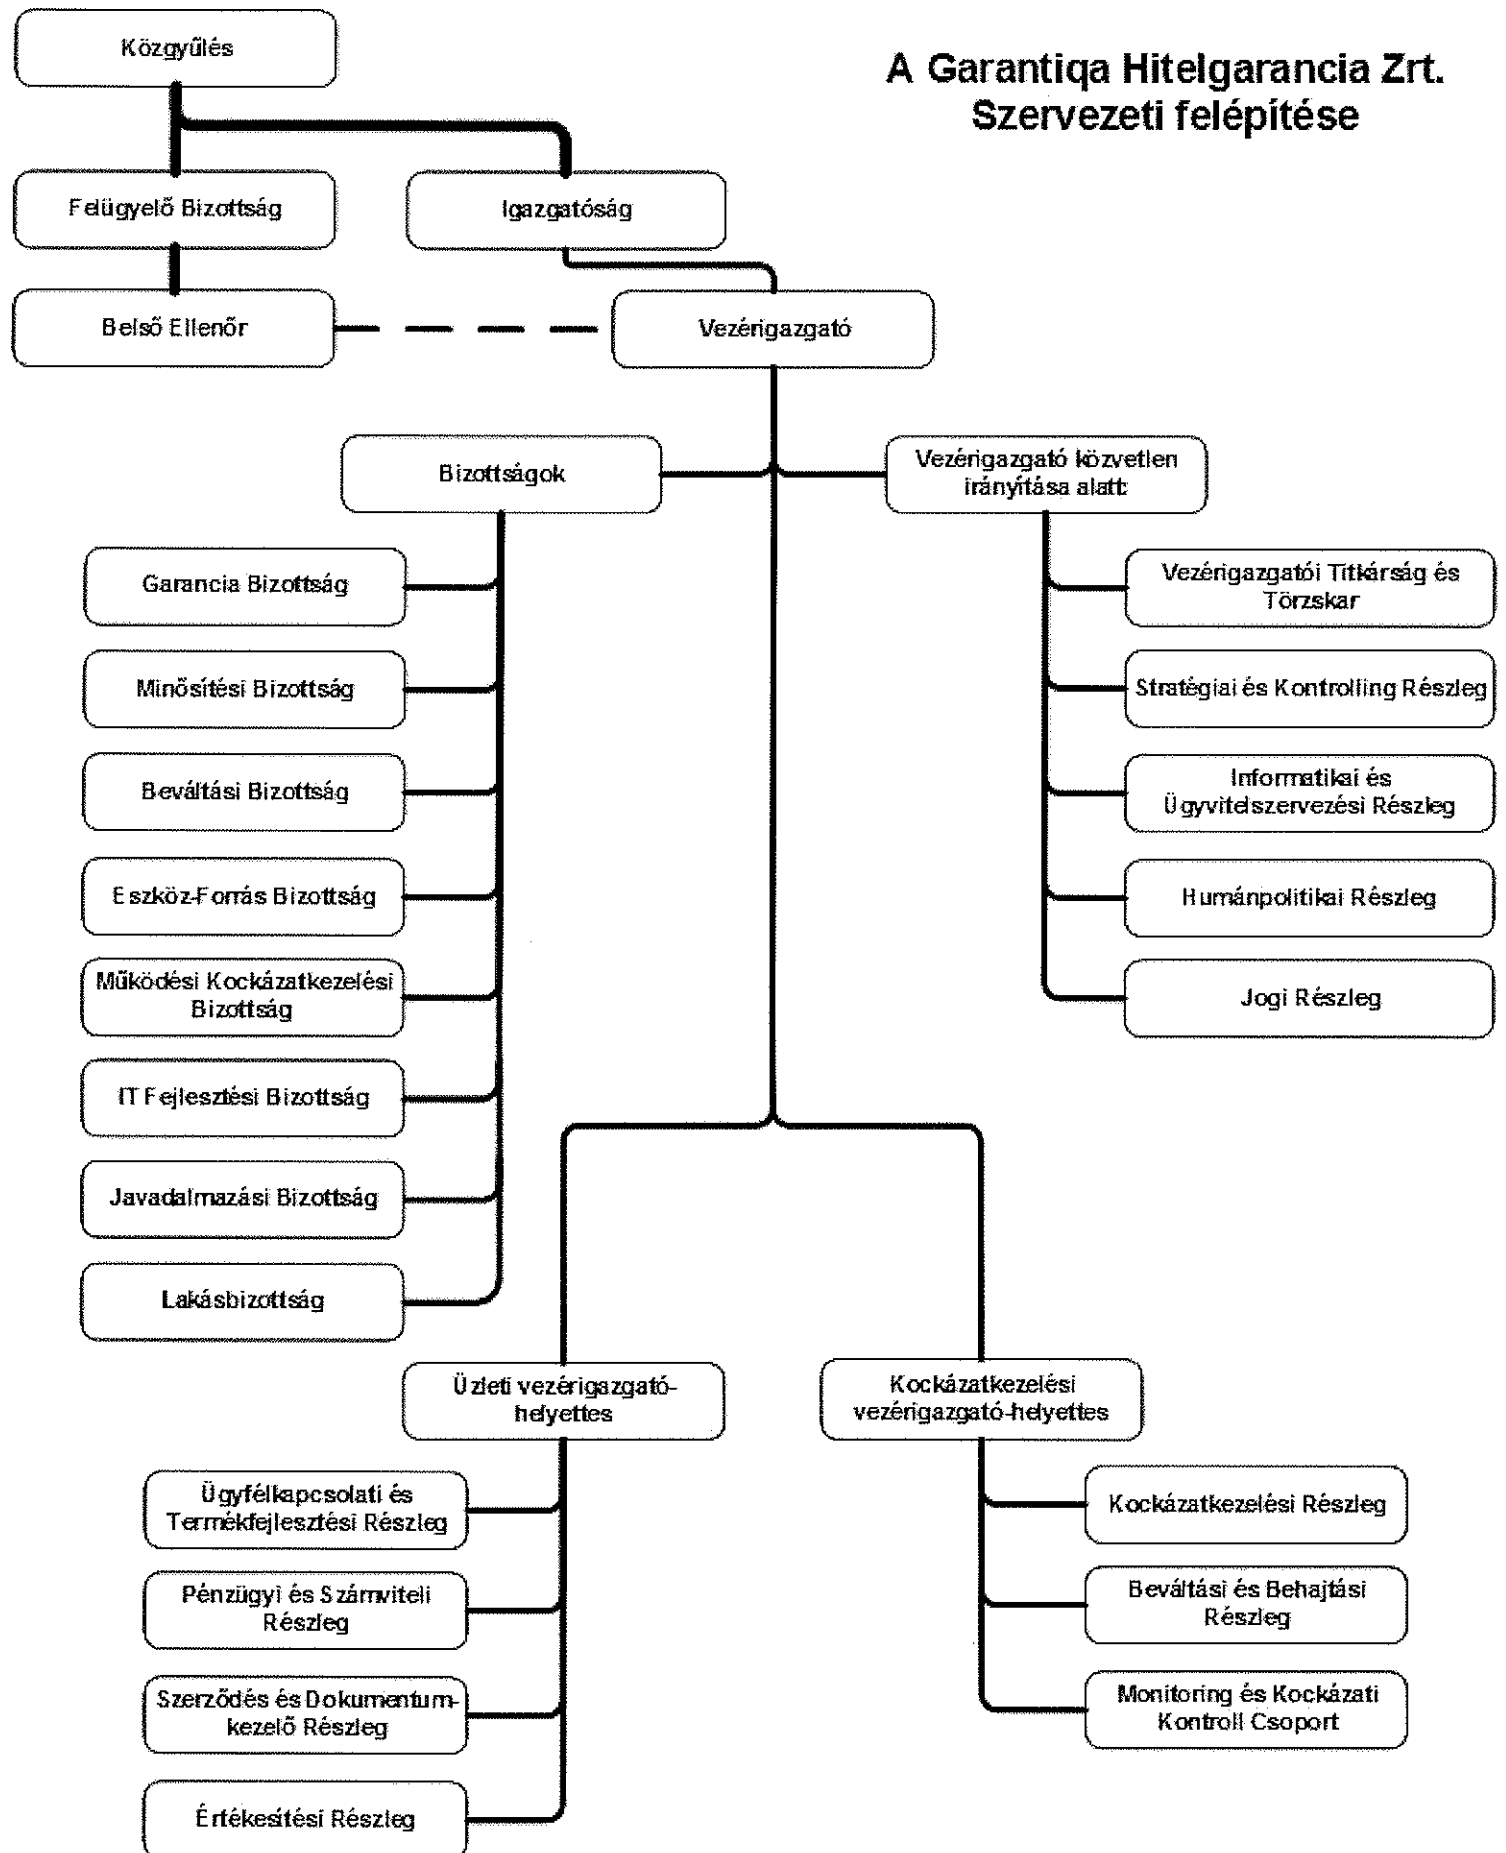 Közgyűlés
A Garantiqa Hitelgarancia Zrt.
Szervezeti felépítése
Felügyelő Bizottság
Igazgatóság
Belső Ellenőr
Vezérigazgató
Bizottságok
Vezérigazgató közvetlen
irányítása alatt:
Garancia Bizottság
Minősítési Bizottság
Beváltási Bizottság
Eszköz-Forrás Bizottság
Működési Kockázatkezelési
Bizottság
IT Fejlesztési Bizottság
Javadalmazási Bizottság
Lakásbizottság
Vezérigazgatói Titkárság és
Törzskar
Stratégiai és Kontrolling Részleg
Informatikai és
Ügyvitelszervezési Részleg
Humánpolitikai Részleg
Jogi Részleg
Üzleti vezérigazgató-
helyettes
Ügyfélkapcsolati és
Termékfejlesztési Részleg
Pénzügyi és Számviteli
Részleg
Szerződés és Dokumentum-
kezelő Részleg
Értékesítési Részleg
Kockázatkezelési
vezérigazgató-helyettes
Kockázatkezelési Részleg
Beváltási és Behajtási
Részleg
Monitoring és Kockázati
Kontroll Csoport